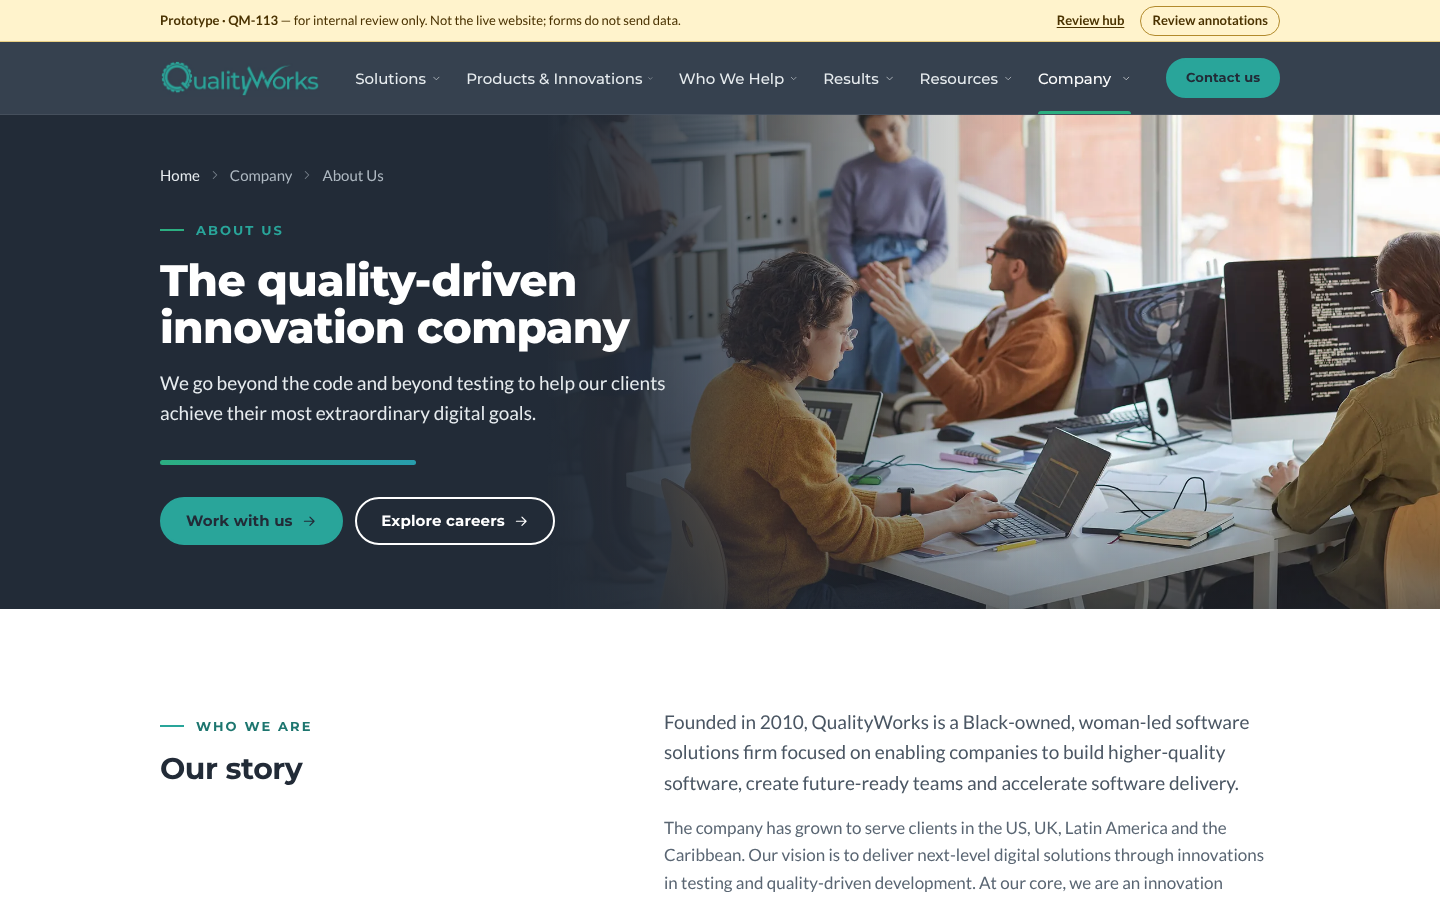 Prototype · QM-113 — for internal review only. Not the live website; forms do not send data.
Review hub
Review annotations
QualityWorks
Solutions
Products & Innovations
Who We Help
Results
Resources
Company
Contact us
Home > Company > About Us
ABOUT US
The quality-driven
innovation company
We go beyond the code and beyond testing to help our clients
achieve their most extraordinary digital goals.
Work with us →
Explore careers →
WHO WE ARE
Our story
Founded in 2010, QualityWorks is a Black-owned, woman-led software
solutions firm focused on enabling companies to build higher-quality
software, create future-ready teams and accelerate software delivery.
The company has grown to serve clients in the US, UK, Latin America and the
Caribbean. Our vision is to deliver next-level digital solutions through innovations
in testing and quality-driven development. At our core, we are an innovation